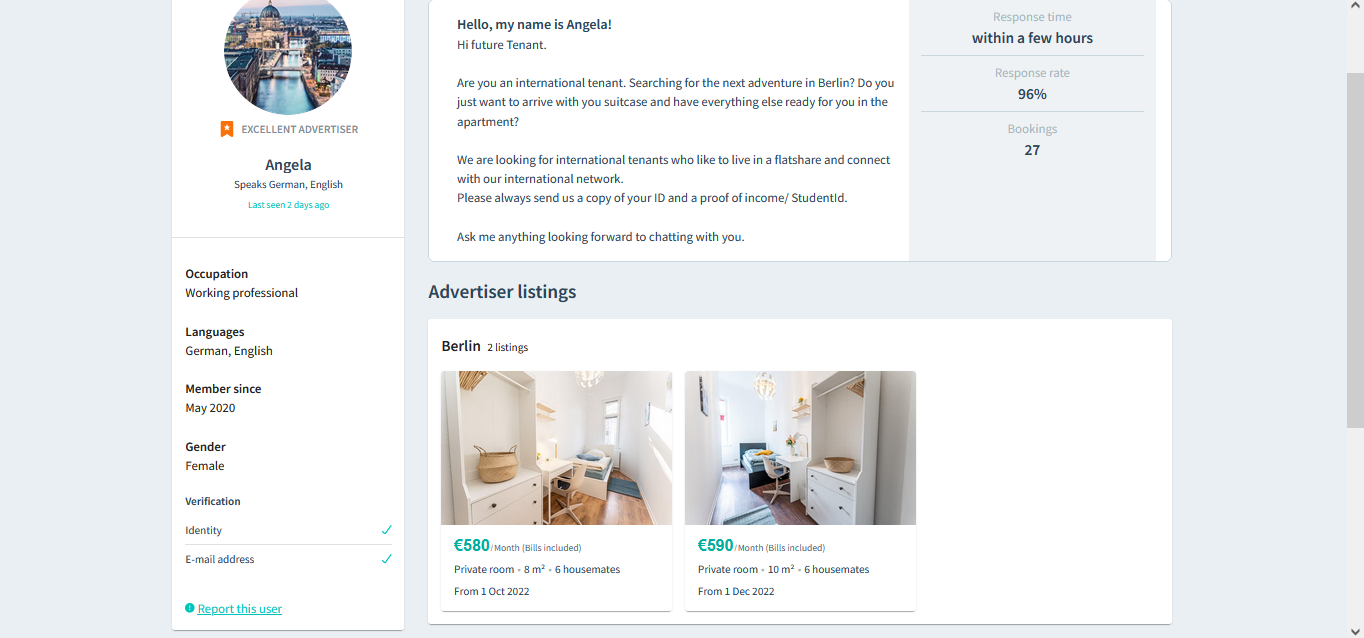 EXCELLENT ADVERTISER
Angela
Speaks German, English
Last seen 2 days ago
Occupation
Working professional
Languages
German, English
Member since
May 2020
Gender
Female
Verification
Identity
E-mail address
Report this user
Hello, my name is Angela!
Hi future Tenant.
Are you an international tenant. Searching for the next adventure in Berlin? Do you
just want to arrive with you suitcase and have everything else ready for you in the
apartment?
We are looking for international tenants who like to live in a flatshare and connect
with our international network.
Please always send us a copy of your ID and a proof of income/ StudentId.
Ask me anything looking forward to chatting with you.
Response time
within a few hours
Response rate
96%
Bookings
27
Advertiser listings
Berlin 2 listings
€580/Month (Bills included)
Private room • 8 m² • 6 housemates
From 1 Oct 2022
€590/Month (Bills included)
Private room • 10 m² • 6 housemates
From 1 Dec 2022